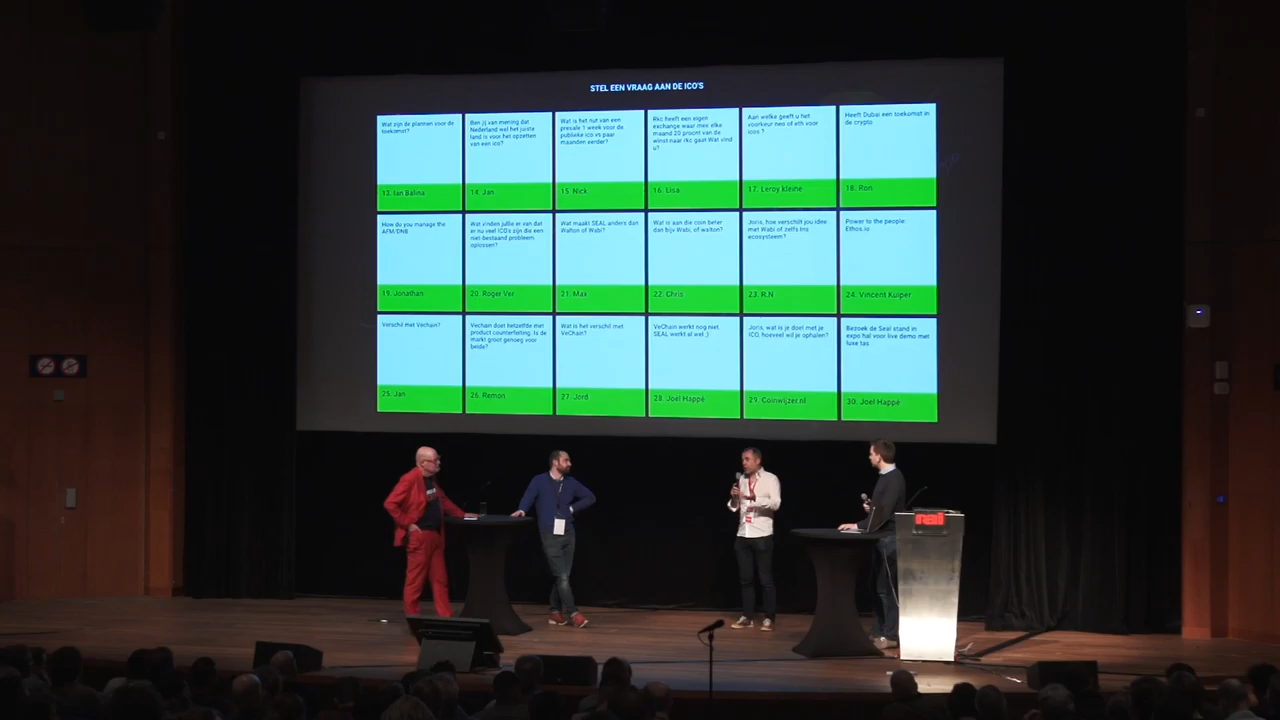 STEL EEN VRAAG AAN DE ICO'S
Wat zijn de plannen voor de
toekomst?
13. Ian Balina
Ben jij van mening dat
Nederland wel het juiste
land is voor het opzetten
van een ico?
14. Jan
Wat is het nut van een
presale 1 week voor de
publieke ico vs paar
maanden eerder?
15. Nick
Rkc heeft een eigen
exchange waar men elke
maand 20 procnt van de
winst naar rkc gaat Wat vind
u?
16. Lisa
Aan welke geeft u het
voorkeur neo of eth voor
icos ?
17. Leroy kleine
Heeft Dubai een toekomst in
de crypto
18. Ron
How do you manage the
AFM/DNB
19. Jonathan
Wat vinden jullie er van dat
er nu veel ICO's zijn die een
niet-bestaand probleem
oplossen?
20. Roger Ver
Wat maakt SEAL anders dan
Walton of Wabi?
21. Max
Wat is aan die coin beter
dan bijv Wabi, of walton?
22. Chris
Joris, hoe verschilt jou idee
met Wabi of zelfs Ins
ecosysteem?
23. R.N
Power to the people:
Ethos.io
24. Vincent Kuiper
Verschil met Vechain?
25. Jan
Vechain doet hetzelfde met
product counterfeiting. Is de
markt groot genoeg voor
beide?
26. Remon
Wat is het verschil met
VeChain?
27. Jord
VeChain werkt nog niet
SEAL werkt al wel ;)
28. Joel Happé
Joris, wat is je doel met je
ICO, hoeveel wil je ophalen?
29. Coinwijzer.nl
Bezoek de Seal stand in
expo hal voor live demo met
luxe tas
30. Joel Happé
rai